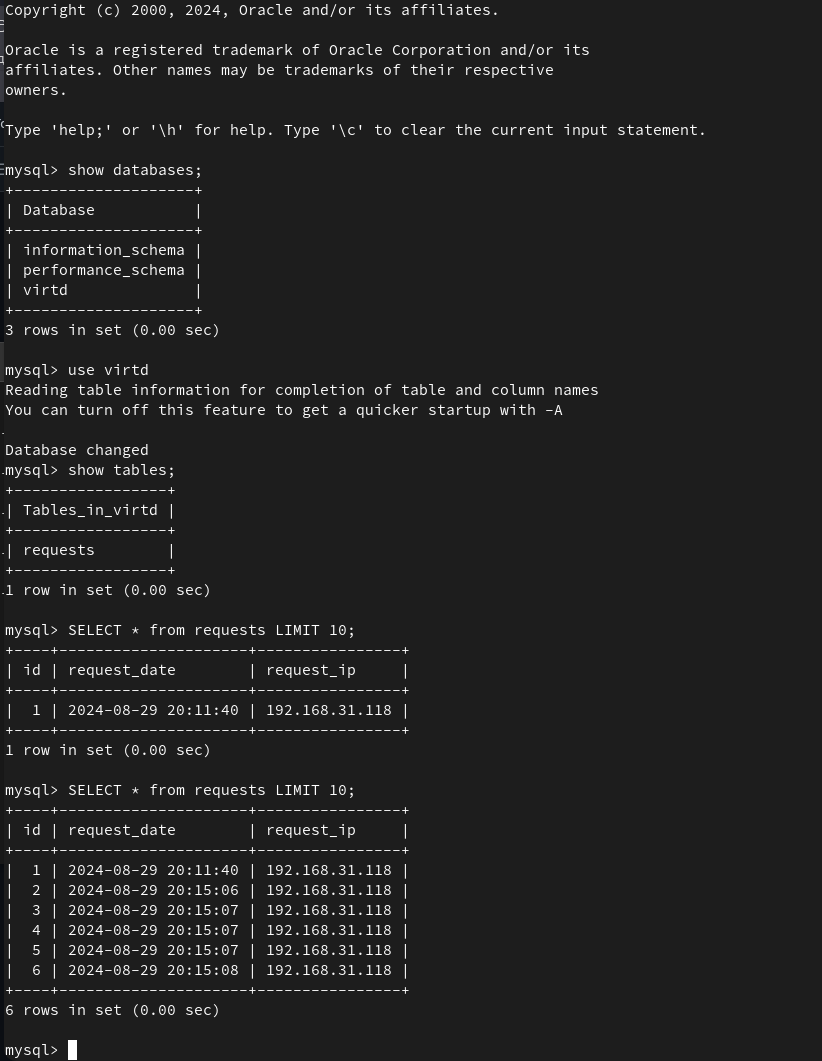 Copyright (c) 2000, 2024, Oracle and/or its affiliates.

Oracle is a registered trademark of Oracle Corporation and/or its
affiliates. Other names may be trademarks of their respective
owners.

Type 'help;' or '\h' for help. Type '\c' to clear the current input statement.

mysql> show databases;
+--------------------+
| Database           |
+--------------------+
| information_schema |
| performance_schema |
| virtd              |
+--------------------+
3 rows in set (0.00 sec)

mysql> use virtd
Reading table information for completion of table and column names
You can turn off this feature to get a quicker startup with -A

Database changed
mysql> show tables;
+-----------------+
| Tables_in_virtd |
+-----------------+
| requests        |
+-----------------+
1 row in set (0.00 sec)

mysql> SELECT * from requests LIMIT 10;
+----+---------------------+----------------+
| id | request_date        | request_ip     |
+----+---------------------+----------------+
|  1 | 2024-08-29 20:11:40 | 192.168.31.118 |
+----+---------------------+----------------+
1 row in set (0.00 sec)

mysql> SELECT * from requests LIMIT 10;
+----+---------------------+----------------+
| id | request_date        | request_ip     |
+----+---------------------+----------------+
|  1 | 2024-08-29 20:11:40 | 192.168.31.118 |
|  2 | 2024-08-29 20:15:06 | 192.168.31.118 |
|  3 | 2024-08-29 20:15:07 | 192.168.31.118 |
|  4 | 2024-08-29 20:15:07 | 192.168.31.118 |
|  5 | 2024-08-29 20:15:07 | 192.168.31.118 |
|  6 | 2024-08-29 20:15:08 | 192.168.31.118 |
+----+---------------------+----------------+
6 rows in set (0.00 sec)

mysql>